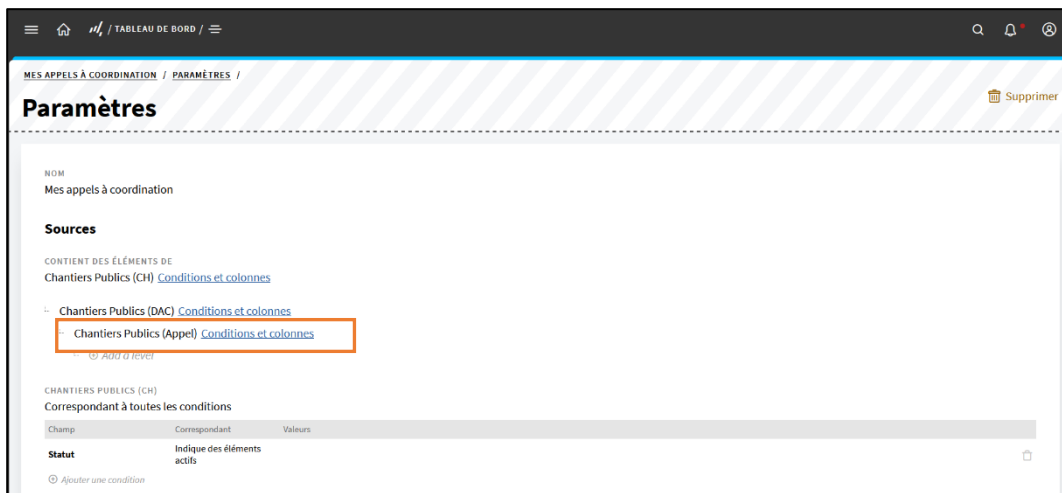 / TABLEAU DE BORD /
MES APPELS À COORDINATION / PARAMÈTRES /
Paramètres
Supprimer
NOM
Mes appels à coordination
Sources
CONTIENT DES ÉLÉMENTS DE
Chantiers Publics (CH) Conditions et colonnes
Chantiers Publics (DAC) Conditions et colonnes
Chantiers Publics (Appel) Conditions et colonnes
Add a level
CHANTIERS PUBLICS (CH)
Correspondant à toutes les conditions
Champ Correspondant Valeurs
Statut Indique des éléments
actifs
Ajouter une condition